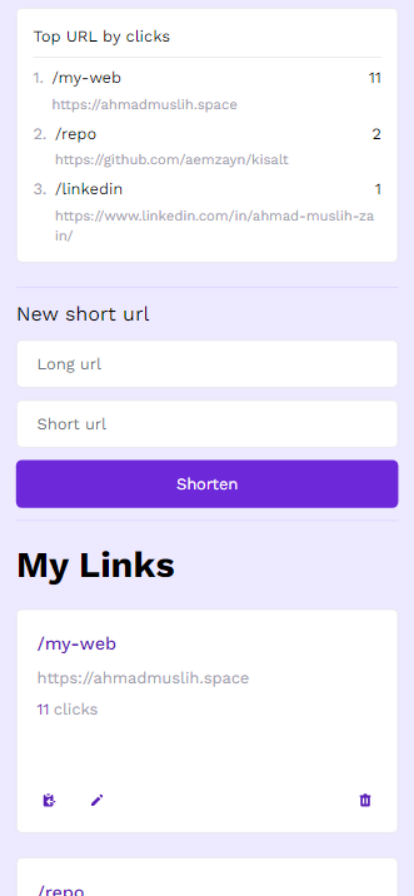 Top URL by clicks
1. /my-web 11
https://ahmadmuslih.space
2. /repo 2
https://github.com/aemzayn/kisalt
3. /linkedin 1
https://www.linkedin.com/in/ahmad-muslih-za
in/
New short url
Long url
Short url
Shorten
My Links
/my-web
https://ahmadmuslih.space
11 clicks
/repo